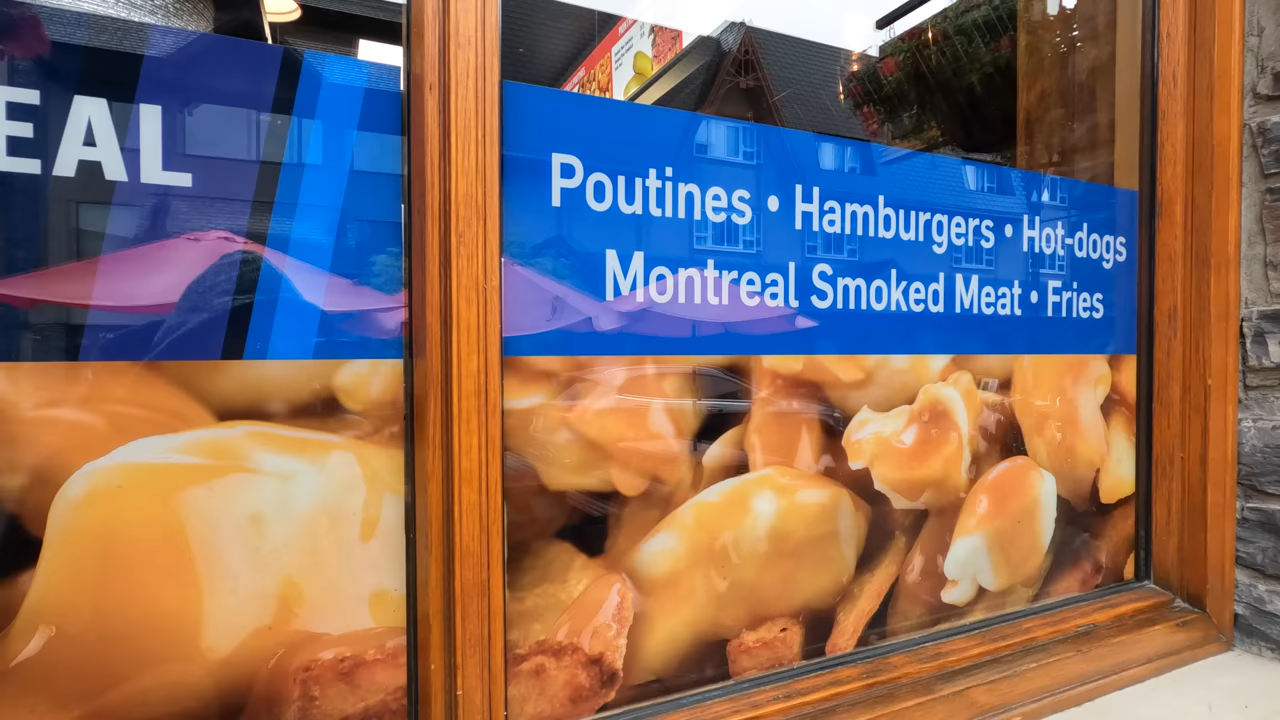 EAL
Poutines • Hamburgers • Hot-dogs
Montreal Smoked Meat • Fries